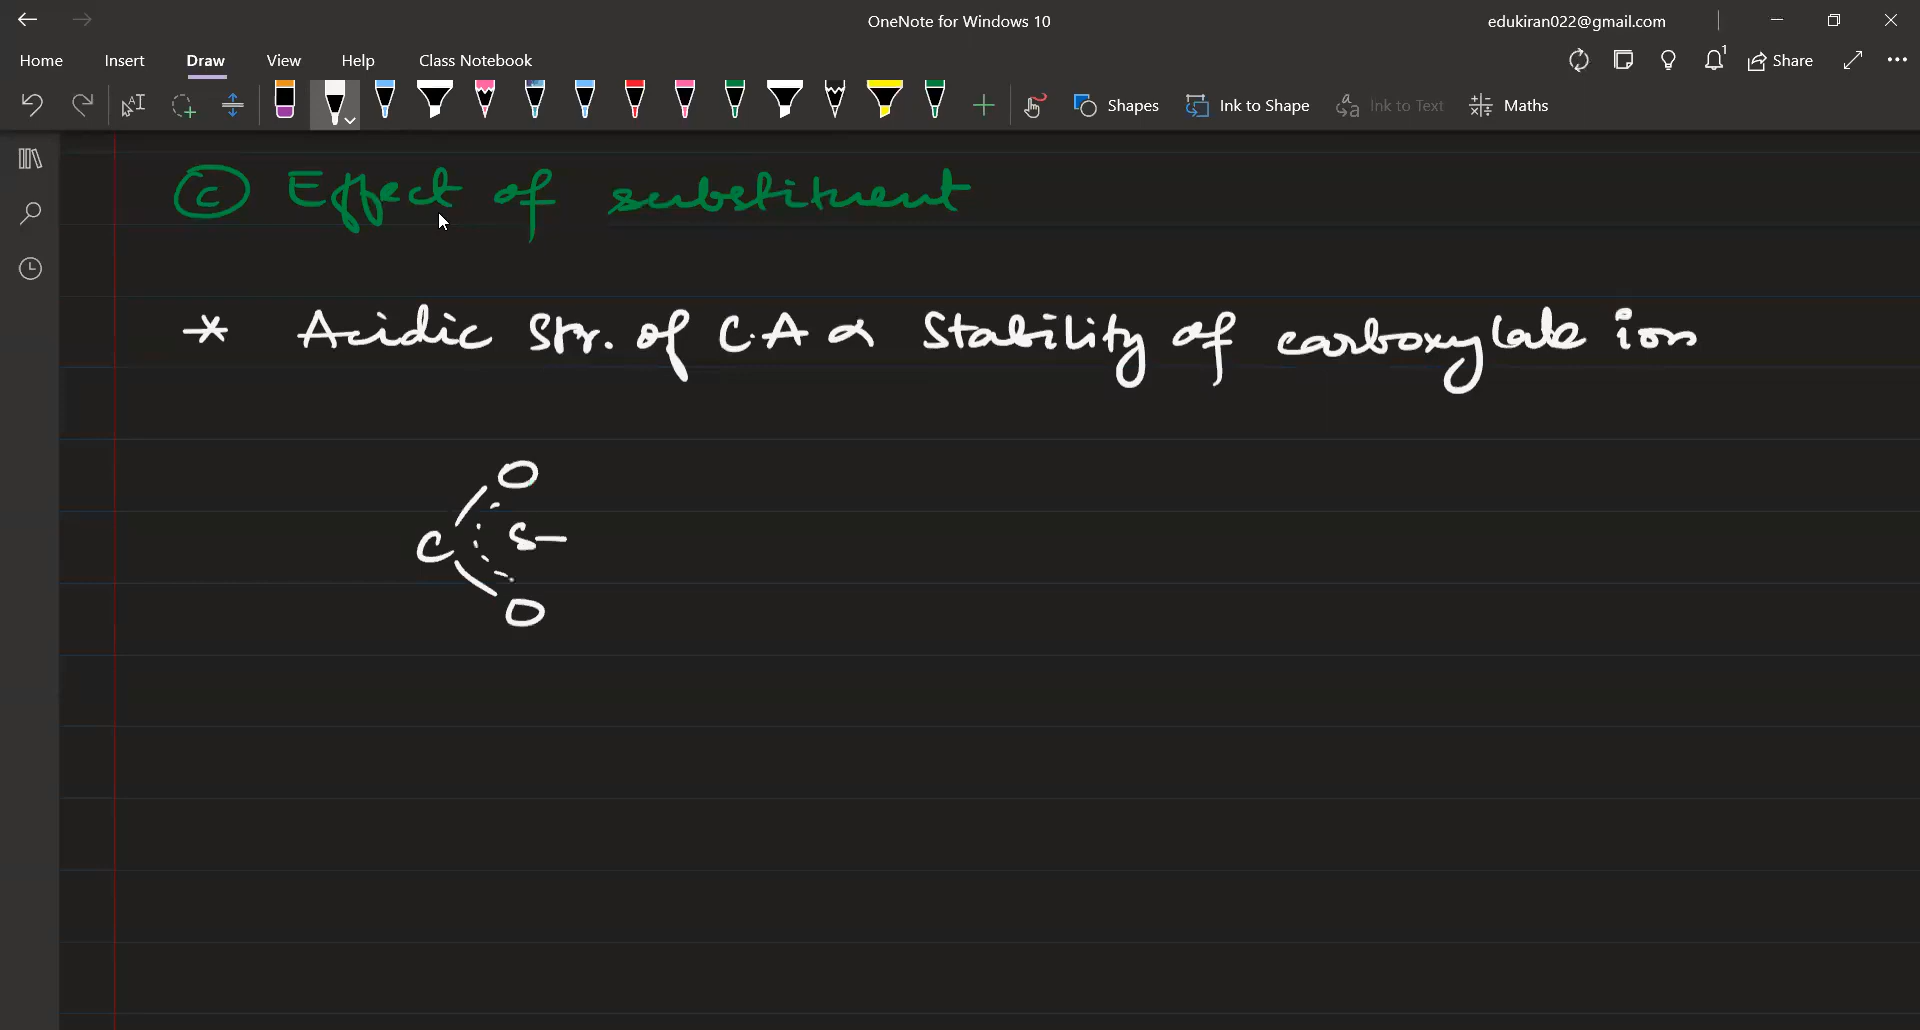 OneNote for Windows 10
edukiran022@gmail.com
Home Insert Draw View Help Class Notebook
1 Share
Shapes Ink to Shape Ink to Text Maths
c Effect of substituent
* Acidic Str. of C.A ∝ Stability of carboxylate ion
O
C δ-
O